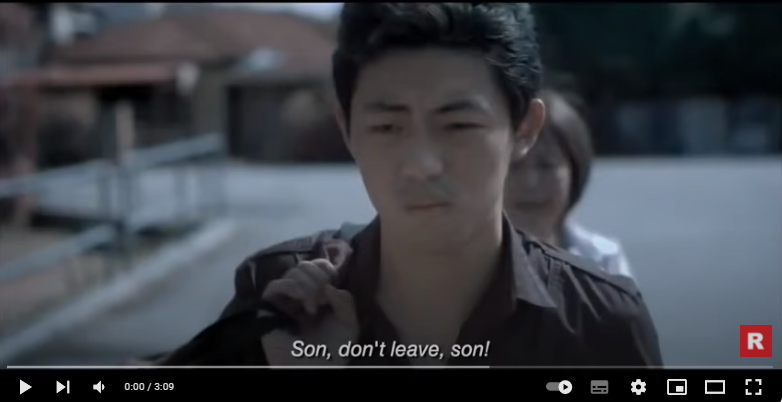 Son, don't leave, son!
R
0:00 / 3:09